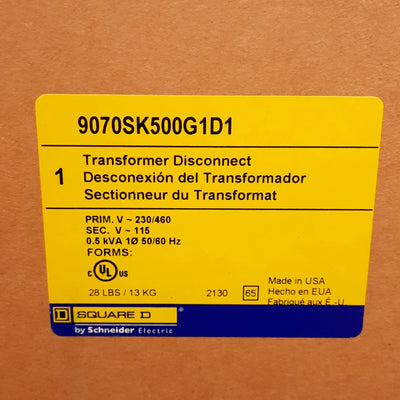 9070SK500G1D1
1
Transformer Disconnect
Desconexión del Transformador
Sectionneur du Transformat
PRIM. V ~ 230/460
SEC. V ~ 115
0.5 kVA 1Ø 50/60 Hz
FORMS:
C UL US
28 LBS / 13 KG
2130
65
Made in USA
Hecho en EUA
Fabriqué aux É -U.
D SQUARE D
by Schneider Electric